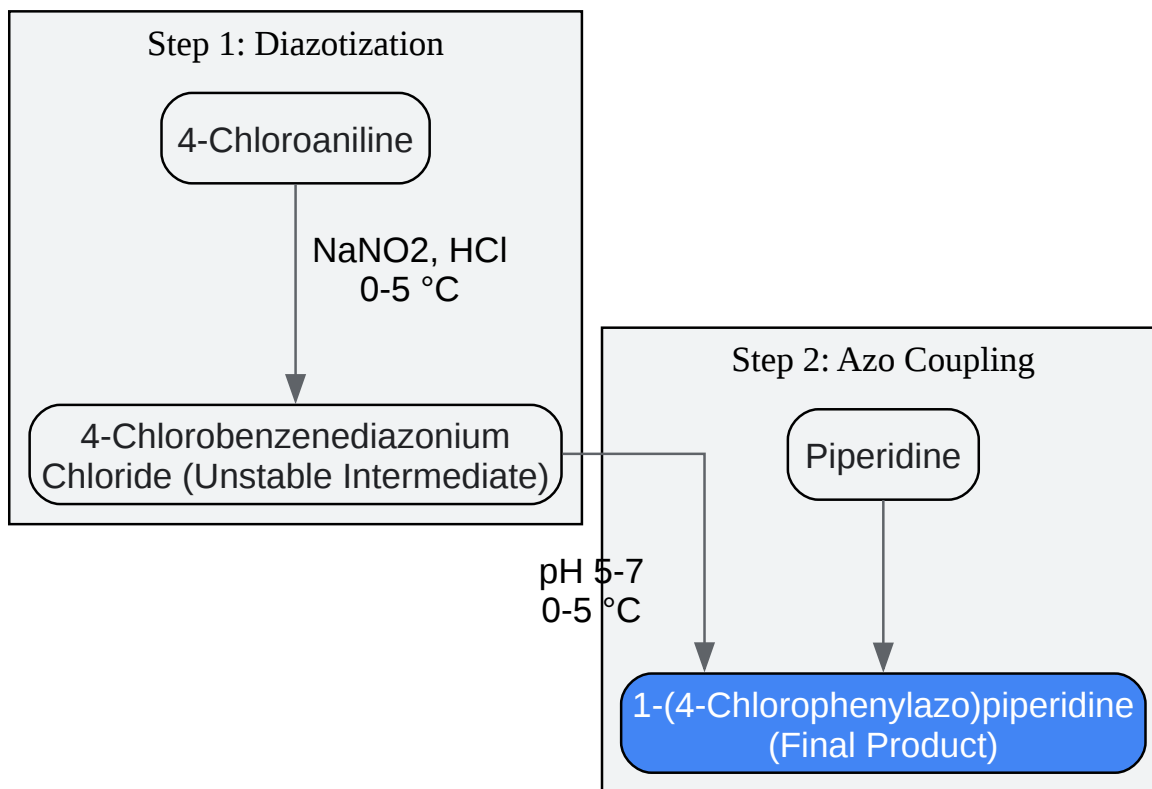 Step 1: Diazotization
4-Chloroaniline
NaNO2, HCl
0-5 °C
4-Chlorobenzenediazonium
Chloride (Unstable Intermediate)
Step 2: Azo Coupling
Piperidine
pH 5-7
0-5 °C
1-(4-Chlorophenylazo)piperidine
(Final Product)